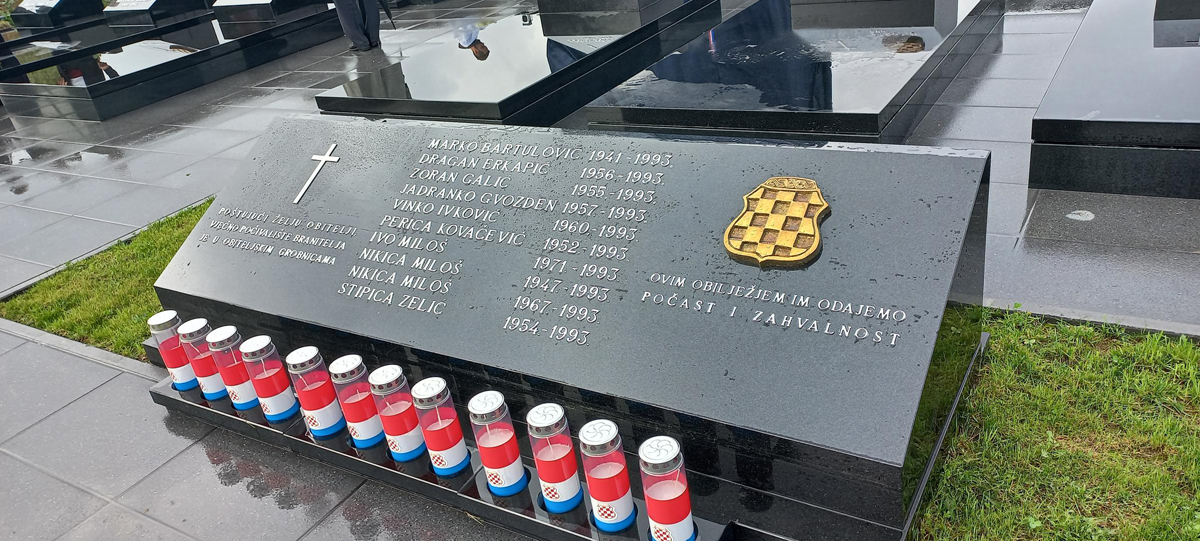 MARKO BARTULOVIĆ 1941-1993.
DRAGAN ERKAPIĆ 1956-1993.
ZORAN GALIĆ 1955-1993.
JADRANKO GVOZDEN 1957-1993.
VINKO IVKOVIĆ 1960-1993.
PERICA KOVAČEVIĆ 1952-1993.
IVO MILOŠ 1971-1993.
NIKICA MILOŠ 1947-1993.
NIKICA MILOŠ 1967-1993.
STIPICA ZELIĆ 1954-1993.
POŠTUJUĆI ŽELJU OBITELJI
VJEČNO POČIVALIŠTE BRANITELJA
JE U OBITELJSKIM GROBNICAMA
OVIM OBILJEŽJEM IM ODAJEMO
POČAST I ZAHVALNOST